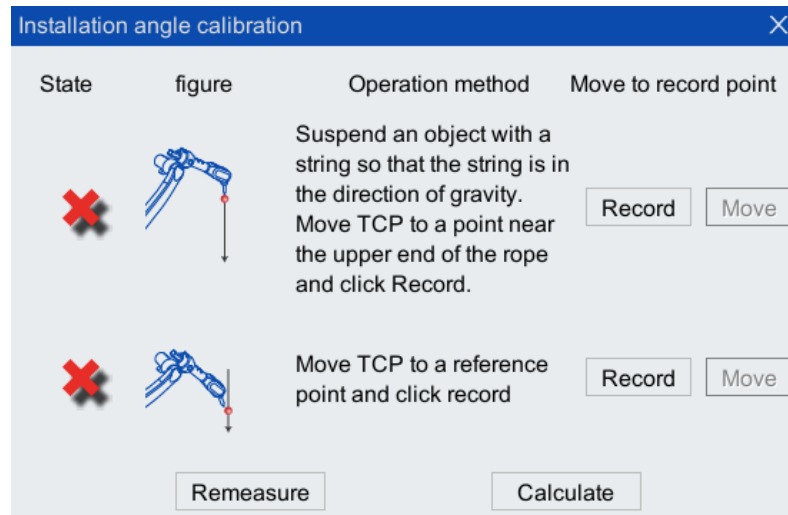 Installation angle calibration X
State figure Operation method Move to record point
Suspend an object with a
string so that the string is in
the direction of gravity.
Move TCP to a point near
the upper end of the rope
and click Record.
Record Move
Move TCP to a reference
point and click record
Record Move
Remeasure Calculate